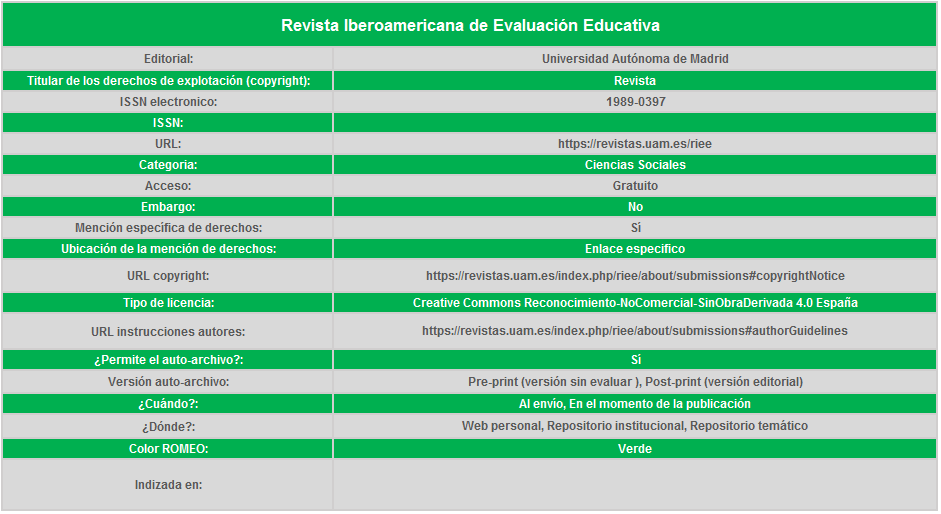 Revista Iberoamericana de Evaluación Educativa
Editorial: Universidad Autónoma de Madrid
Titular de los derechos de explotación (copyright): Revista
ISSN electronico: 1989-0397
ISSN:
URL: https://revistas.uam.es/riee
Categoria: Ciencias Sociales
Acceso: Gratuito
Embargo: No
Mención especifica de derechos: Sì
Ubicación de la mención de derechos: Enlace especifico
URL copyright: https://revistas.uam.es/index.php/riee/about/submissions#copyrightNotice
Tipo de licencia: Creative Commons Reconocimiento-NoComercial-SinObraDerivada 4.0 España
URL instrucciones autores: https://revistas.uam.es/index.php/riee/about/submissions#authorGuidelines
¿Permite el auto-archivo?: Sì
Versión auto-archivo: Pre-print (versión sin evaluar ), Post-print (versión editorial)
¿Cuándo?: Al envio, En el momento de la publicación
¿Dónde?: Web personal, Repositorio institucional, Repositorio temático
Color ROMEO: Verde
Indizada en: